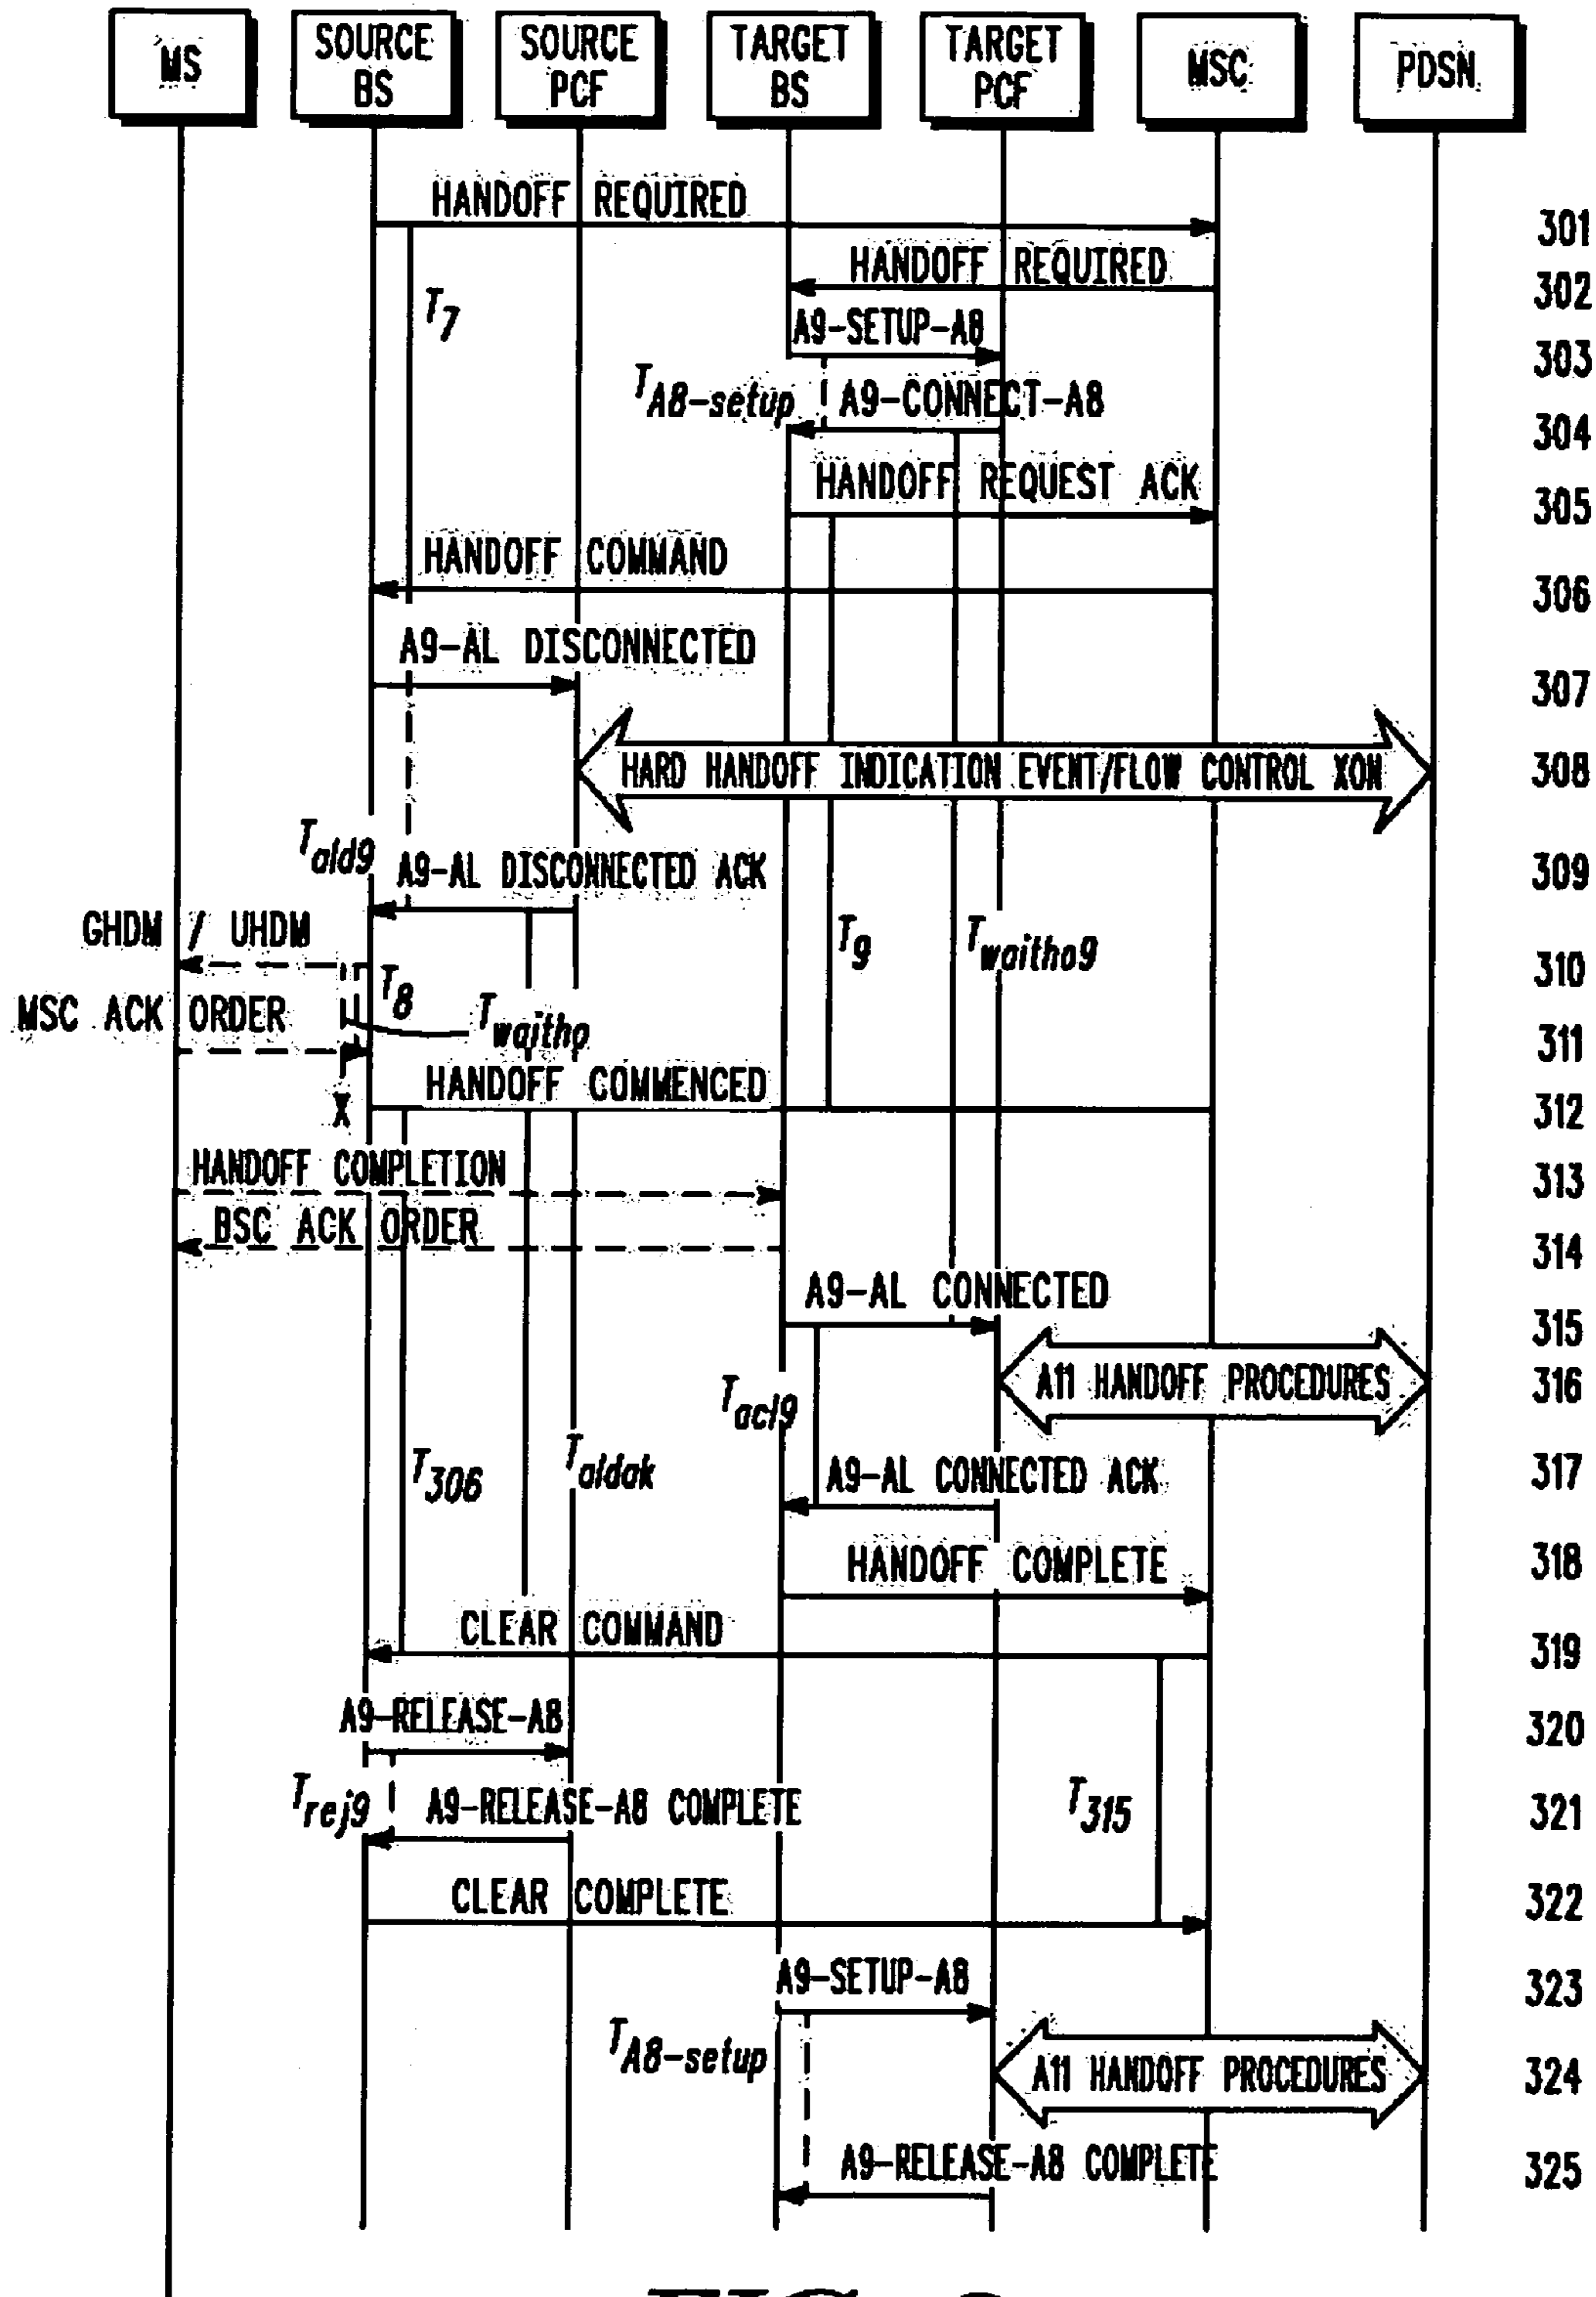 MS
SOURCE
BS
SOURCE
PCF
TARGET
BS
TARGET
PCF
MSC
PDSN
HANDOFF REQUIRED
301
HANDOFF REQUIRED
302
T7
A9-SETUP-A8
303
TA8-setup
A9-CONNECT-A8
304
HANDOFF REQUEST ACK
305
HANDOFF COMMAND
306
A9-AL DISCONNECTED
307
HARD HANDOFF INDICATION EVENT/FLOW CONTROL XON
308
Tald9
A9-AL DISCONNECTED ACK
309
GHDM / UHDM
T9
Twaitho9
310
T8
MSC ACK ORDER
Twaitho
311
X
HANDOFF COMMENCED
312
HANDOFF COMPLETION
313
BSC ACK ORDER
314
A9-AL CONNECTED
315
A11 HANDOFF PROCEDURES
316
Tacl9
T306
Taldak
A9-AL CONNECTED ACK
317
HANDOFF COMPLETE
318
CLEAR COMMAND
319
A9-RELEASE-A8
320
Trej9
A9-RELEASE-A8 COMPLETE
T315
321
CLEAR COMPLETE
322
A9-SETUP-A8
323
TA8-setup
A11 HANDOFF PROCEDURES
324
A9-RELEASE-A8 COMPLETE
325